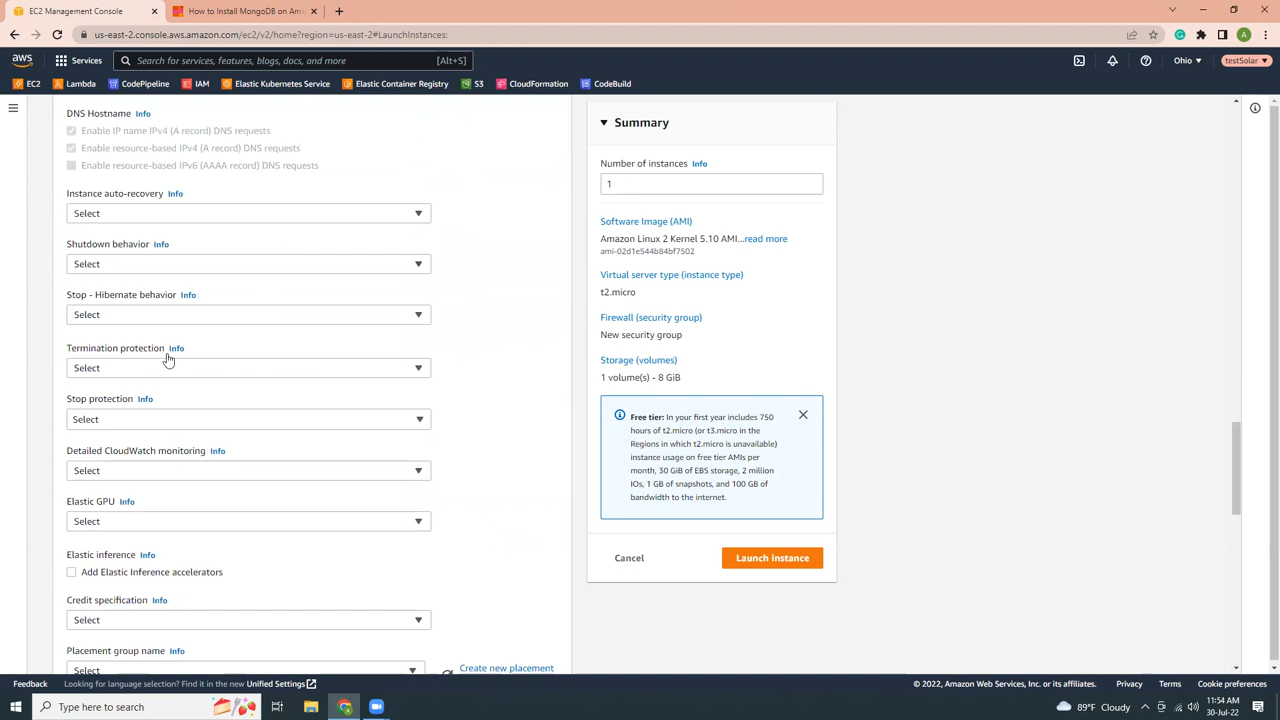 EC2 Management Console
How to Install MongoDB on Ama
us-east-2.console.aws.amazon.com/ec2/v2/home?region=us-east-2#LaunchInstances:
A
aws
Services
Search for services, features, blogs, docs, and more
[Alt+S]
Ohio
testSolar
EC2
Lambda
CodePipeline
IAM
Elastic Kubernetes Service
Elastic Container Registry
S3
CloudFormation
CodeBuild
DNS Hostname Info
Enable IP name IPv4 (A record) DNS requests
Enable resource-based IPv4 (A record) DNS requests
Enable resource-based IPv6 (AAAA record) DNS requests
Instance auto-recovery Info
Select
Shutdown behavior Info
Select
Stop - Hibernate behavior Info
Select
Termination protection Info
Select
Stop protection Info
Select
Detailed CloudWatch monitoring Info
Select
Elastic GPU Info
Select
Elastic inference Info
Add Elastic Inference accelerators
Credit specification Info
Select
Placement group name Info
Select
Create new placement
Summary
Number of instances Info
1
Software Image (AMI)
Amazon Linux 2 Kernel 5.10 AMI...read more
ami-02d1e544b84bf7502
Virtual server type (instance type)
t2.micro
Firewall (security group)
New security group
Storage (volumes)
1 volume(s) - 8 GiB
Free tier: In your first year includes 750
hours of t2.micro (or t3.micro in the
Regions in which t2.micro is unavailable)
instance usage on free tier AMIs per
month, 30 GiB of EBS storage, 2 million
IOs, 1 GB of snapshots, and 100 GB of
bandwidth to the internet.
Cancel
Launch instance
Feedback
Looking for language selection? Find it in the new Unified Settings
© 2022, Amazon Web Services, Inc. or its affiliates.
Privacy
Terms
Cookie preferences
Type here to search
89°F Cloudy
11:54 AM
30-Jul-22